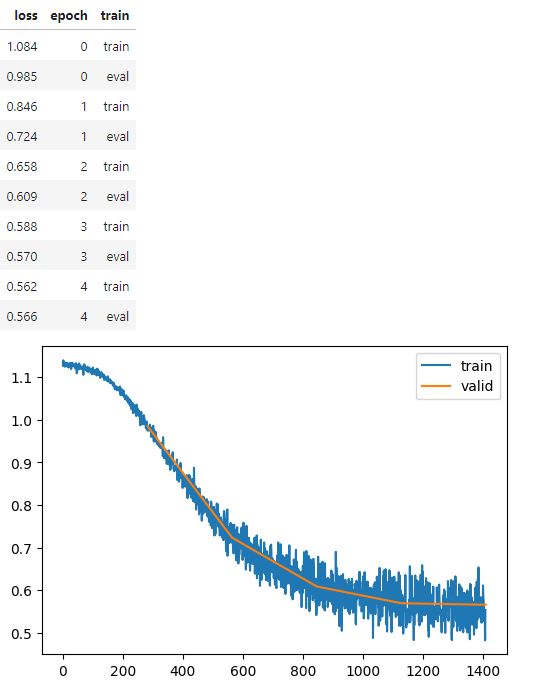 loss epoch train
1.084 0 train
0.985 0 eval
0.846 1 train
0.724 1 eval
0.658 2 train
0.609 2 eval
0.588 3 train
0.570 3 eval
0.562 4 train
0.566 4 eval
train
valid
1.1
1.0
0.9
0.8
0.7
0.6
0.5
0 200 400 600 800 1000 1200 1400